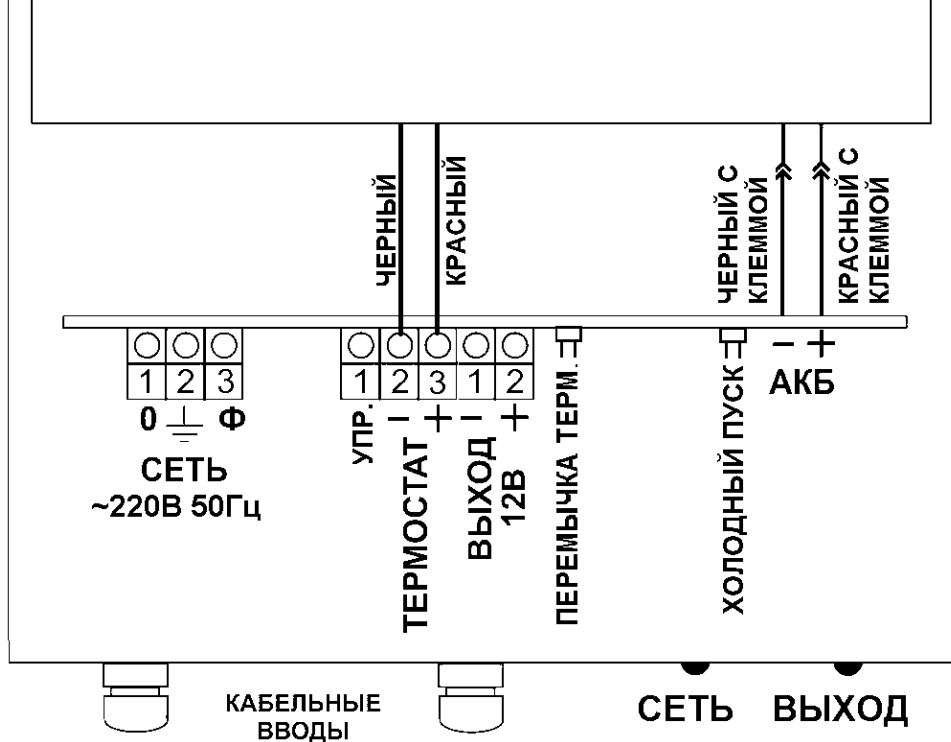 ЧЕРНЫЙ
КРАСНЫЙ
ЧЕРНЫЙ С
КЛЕММОЙ
КРАСНЫЙ С
КЛЕММОЙ
1 2 3
1 2 3 1 2
0 Ф
УПР. − + − +
− +
АКБ
СЕТЬ
~220В 50Гц
ТЕРМОСТАТ
ВЫХОД
12В
ПЕРЕМЫЧКА ТЕРМ.
ХОЛОДНЫЙ ПУСК
КАБЕЛЬНЫЕ
ВВОДЫ
СЕТЬ
ВЫХОД